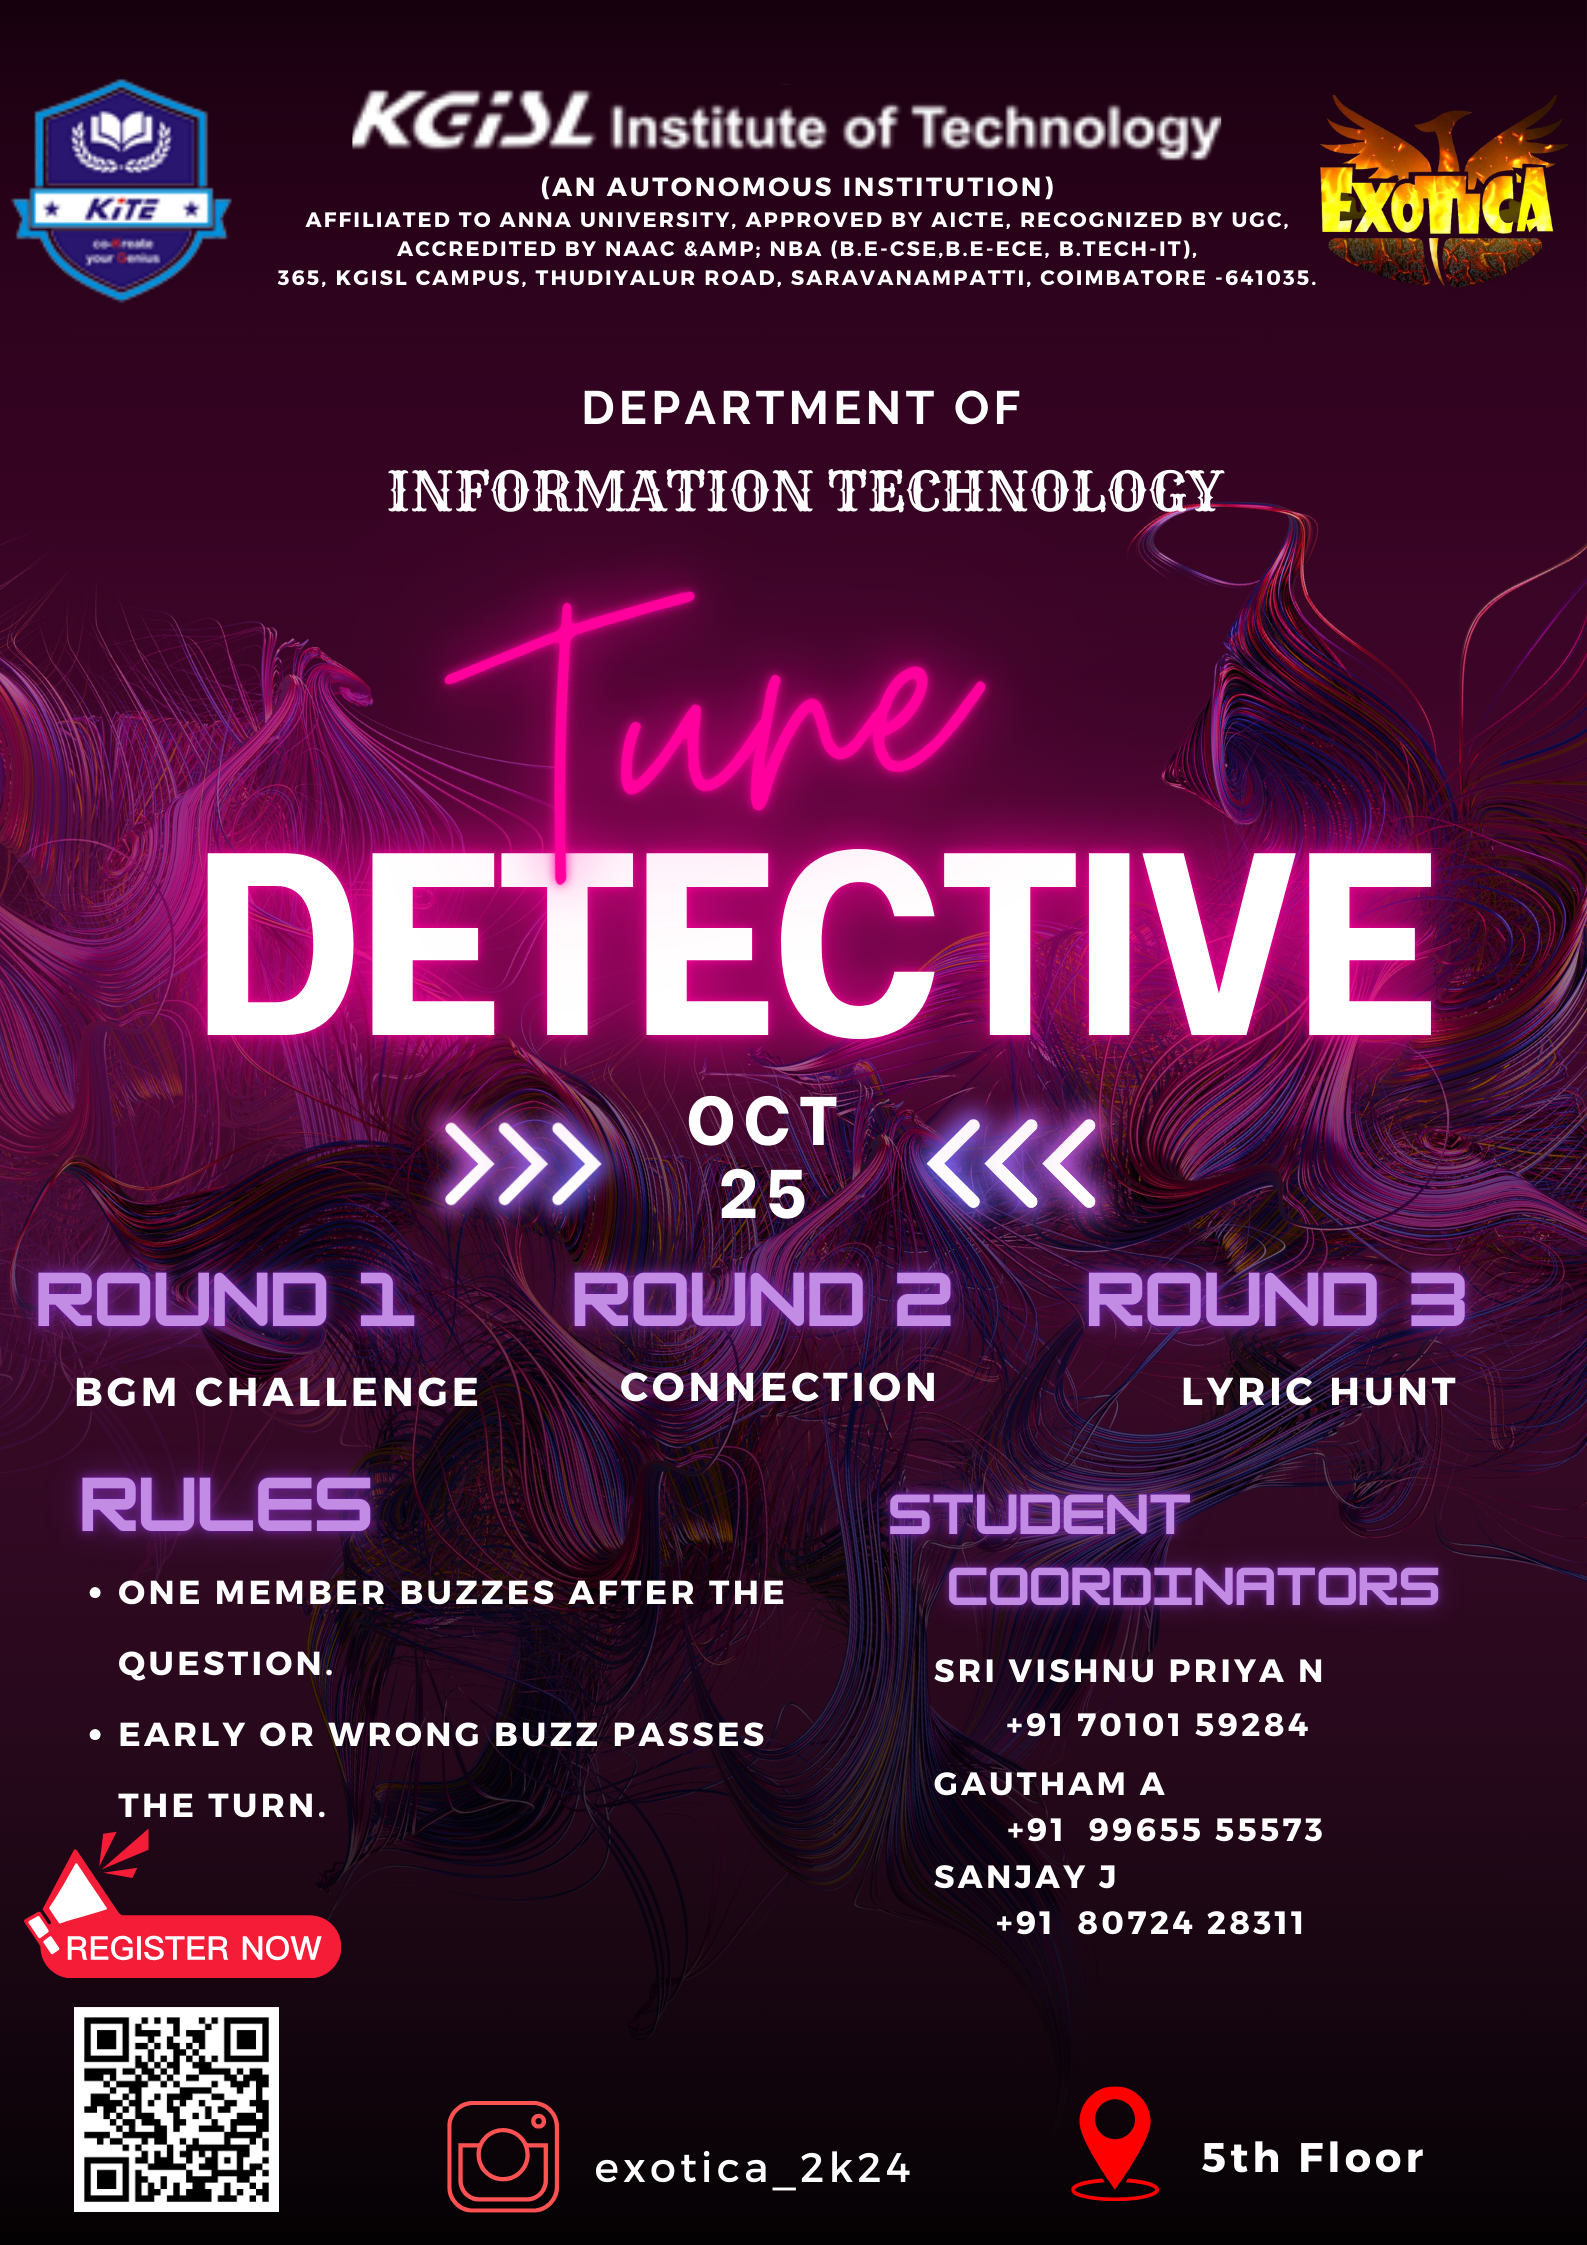 KGiSL Institute of Technology
(AN AUTONOMOUS INSTITUTION)
AFFILIATED TO ANNA UNIVERSITY, APPROVED BY AICTE, RECOGNIZED BY UGC,
ACCREDITED BY NAAC &AMP; NBA (B.E-CSE,B.E-ECE, B.TECH-IT),
365, KGISL CAMPUS, THUDIYALUR ROAD, SARAVANAMPATTI, COIMBATORE -641035.
KiTE
co-Kreate
your Genius
EXOTICA
DEPARTMENT OF
INFORMATION TECHNOLOGY
Tune
DETECTIVE
OCT
25
ROUND 1
BGM CHALLENGE
ROUND 2
CONNECTION
ROUND 3
LYRIC HUNT
RULES
• ONE MEMBER BUZZES AFTER THE
QUESTION.
• EARLY OR WRONG BUZZ PASSES
THE TURN.
STUDENT
COORDINATORS
SRI VISHNU PRIYA N
+91 70101 59284
GAUTHAM A
+91 99655 55573
SANJAY J
+91 80724 28311
REGISTER NOW
exotica_2k24
5th Floor